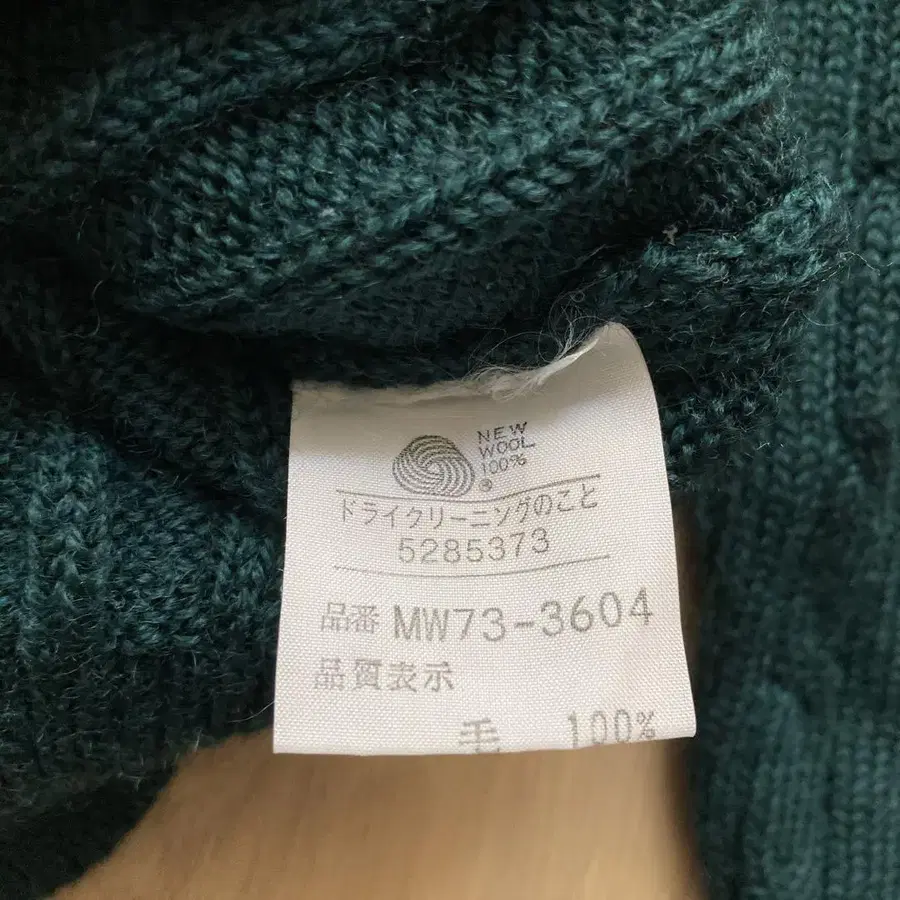 NEW
WOOL
100%
®
ドライクリーニングのこと
5285373
品番 MW73-3604
品質表示
毛 100%